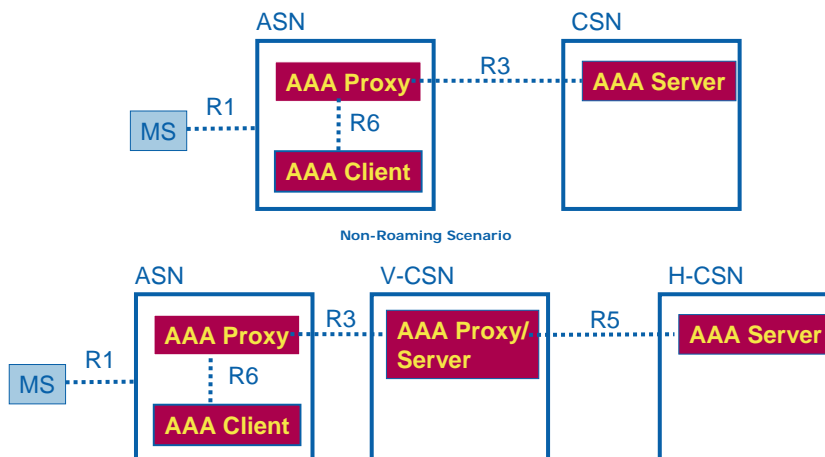 ASN
CSN
AAA Proxy
R3
AAA Server
R1
MS
R6
AAA Client
Non-Roaming Scenario
ASN
V-CSN
H-CSN
AAA Proxy
R3
AAA Proxy/
Server
R5
AAA Server
R1
MS
R6
AAA Client